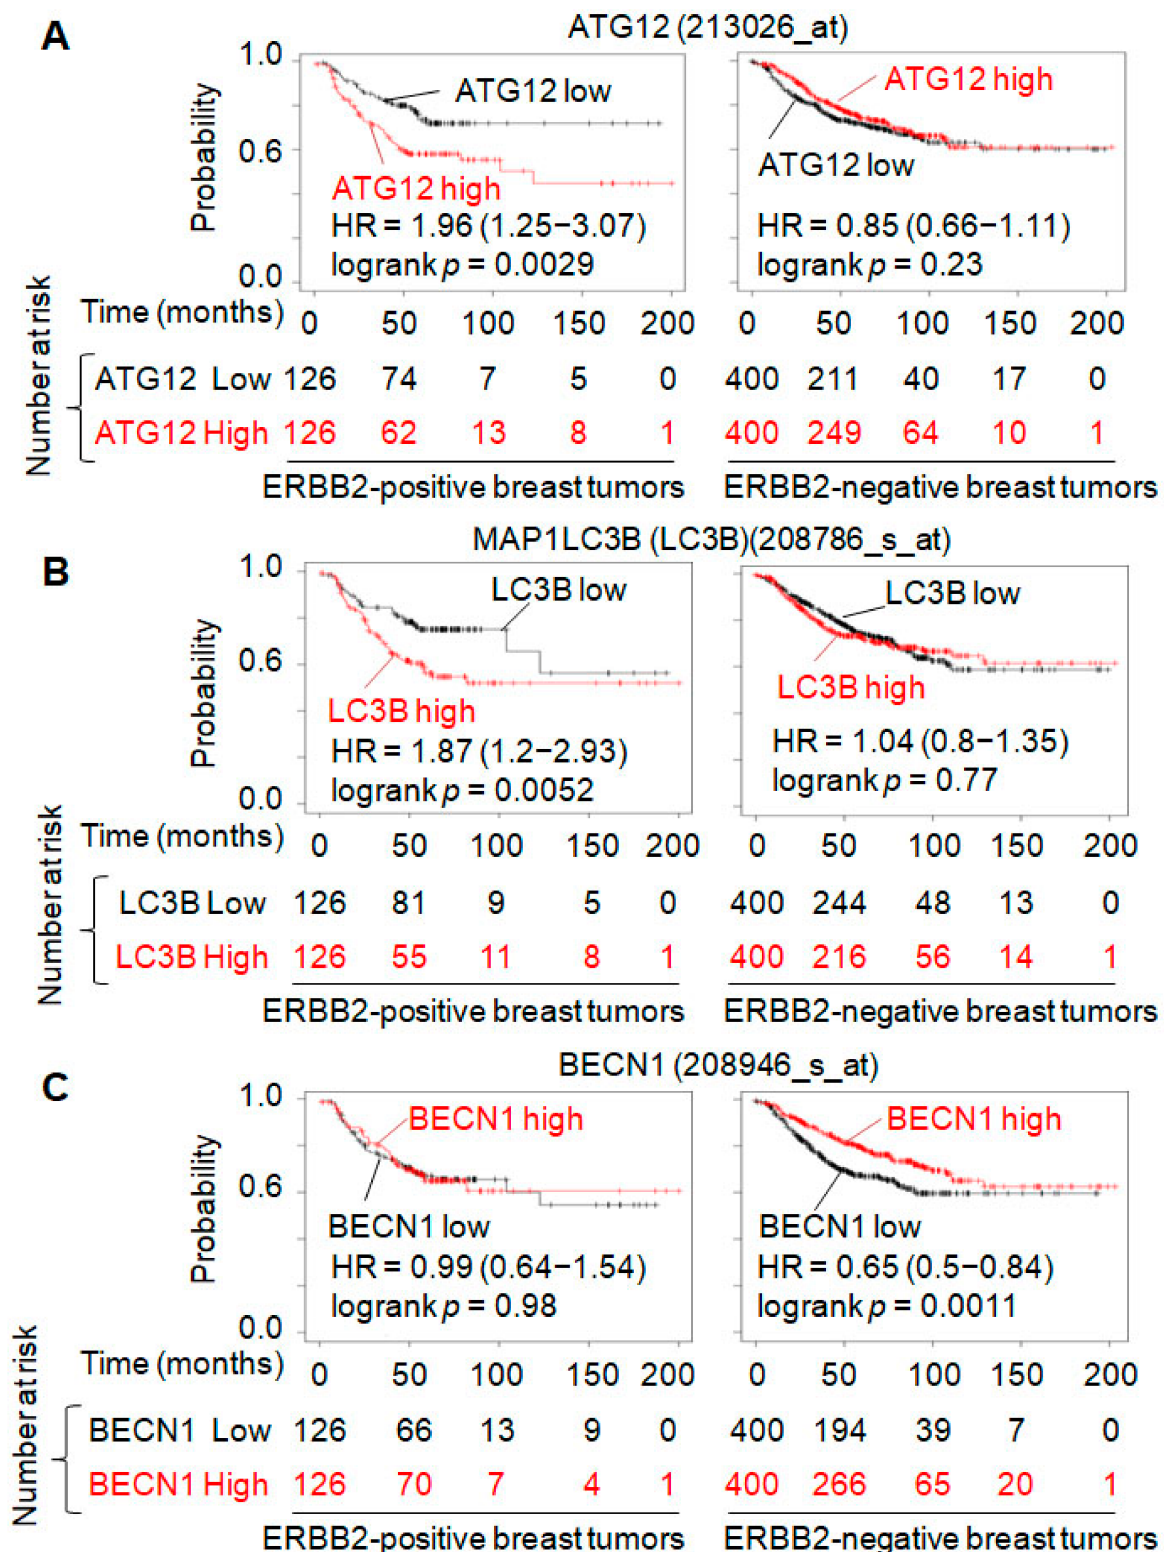 A
ATG12 (213026_at)
1.0
0.6
0.0
Probability
ATG12 low
ATG12 high
HR = 1.96 (1.25−3.07)
logrank p = 0.0029
ATG12 high
ATG12 low
HR = 0.85 (0.66−1.11)
logrank p = 0.23
Time (months) 0 50 100 150 200 0 50 100 150 200
Number at risk
ATG12 Low 126 74 7 5 0 400 211 40 17 0
ATG12 High 126 62 13 8 1 400 249 64 10 1
ERBB2-positive breast tumors ERBB2-negative breast tumors
B
MAP1LC3B (LC3B)(208786_s_at)
1.0
0.6
0.0
Probability
LC3B low
LC3B high
HR = 1.87 (1.2−2.93)
logrank p = 0.0052
LC3B low
LC3B high
HR = 1.04 (0.8−1.35)
logrank p = 0.77
Time (months) 0 50 100 150 200 0 50 100 150 200
Number at risk
LC3B Low 126 81 9 5 0 400 244 48 13 0
LC3B High 126 55 11 8 1 400 216 56 14 1
ERBB2-positive breast tumors ERBB2-negative breast tumors
C
BECN1 (208946_s_at)
1.0
0.6
0.0
Probability
BECN1 high
BECN1 low
HR = 0.99 (0.64−1.54)
logrank p = 0.98
BECN1 high
BECN1 low
HR = 0.65 (0.5−0.84)
logrank p = 0.0011
Time (months) 0 50 100 150 200 0 50 100 150 200
Number at risk
BECN1 Low 126 66 13 9 0 400 194 39 7 0
BECN1 High 126 70 7 4 1 400 266 65 20 1
ERBB2-positive breast tumors ERBB2-negative breast tumors